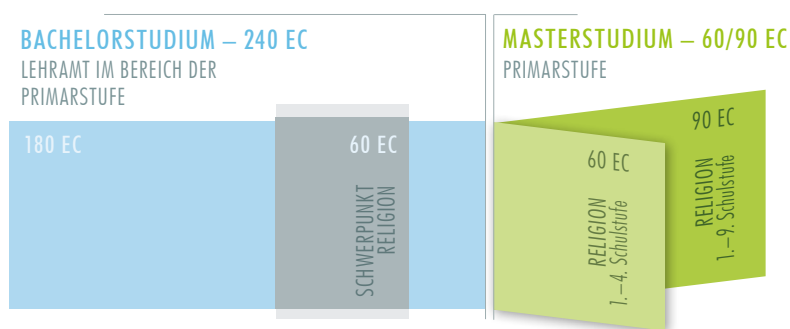 BACHELORSTUDIUM – 240 EC
LEHRAMT IM BEREICH DER
PRIMARSTUFE
180 EC
60 EC
SCHWERPUNKT
RELIGION
MASTERSTUDIUM – 60/90 EC
PRIMARSTUFE
60 EC
RELIGION
1.–4. Schulstufe
90 EC
RELIGION
1.–9. Schulstufe